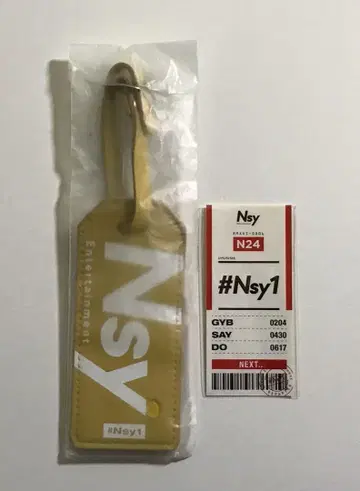 Nsy
Entertainment
#Nsy1
Nsy
N24
#Nsy1
GYB 0204
SAY 0430
DO 0617
NEXT..